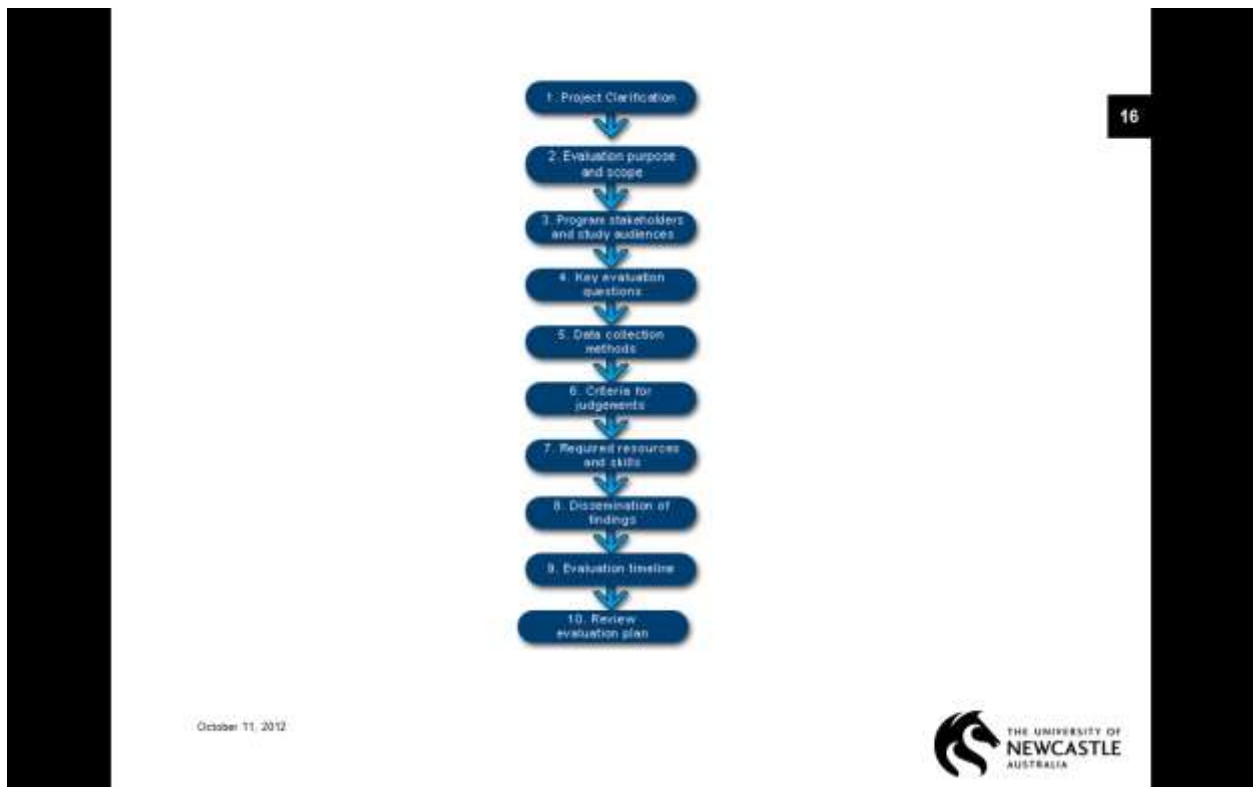 1. Project Clarification
16
2. Evaluation purpose
and scope
3. Program stakeholders
and study audiences
4. Key evaluation
questions
5. Data collection
methods
6. Criteria for
judgements
7. Required resources
and skills
8. Dissemination of
findings
9. Evaluation timeline
10. Review
evaluation plan
October 11, 2012
THE UNIVERSITY OF
NEWCASTLE
AUSTRALIA